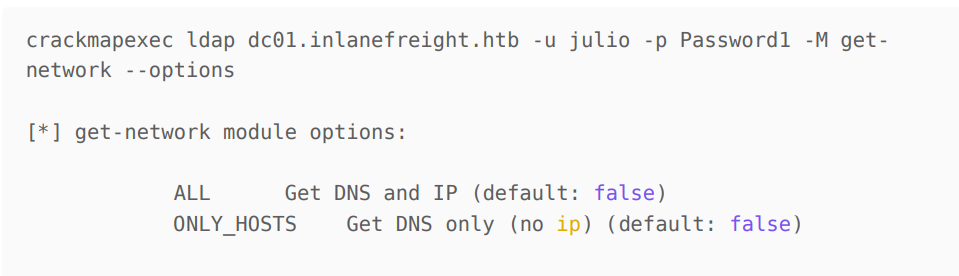 crackmapexec ldap dc01.inlanefreight.htb -u julio -p Password1 -M get-
network --options
[*] get-network module options:
ALL Get DNS and IP (default: false)
ONLY_HOSTS Get DNS only (no ip) (default: false)